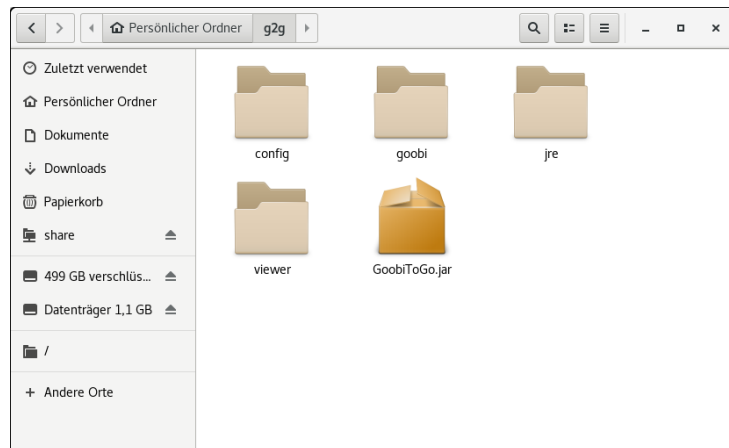 Persönlicher Ordner
g2g
Zuletzt verwendet
Persönlicher Ordner
Dokumente
Downloads
Papierkorb
share
499 GB verschlüs...
Datenträger 1,1 GB
/
Andere Orte
config
goobi
jre
viewer
GoobiToGo.jar